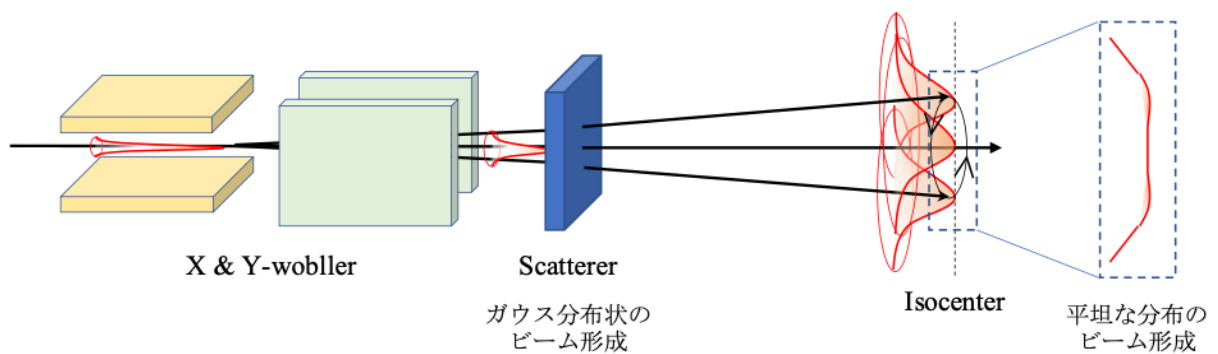 X & Y-wobller
Scatterer
ガウス分布状の
ビーム形成
Isocenter
平坦な分布の
ビーム形成